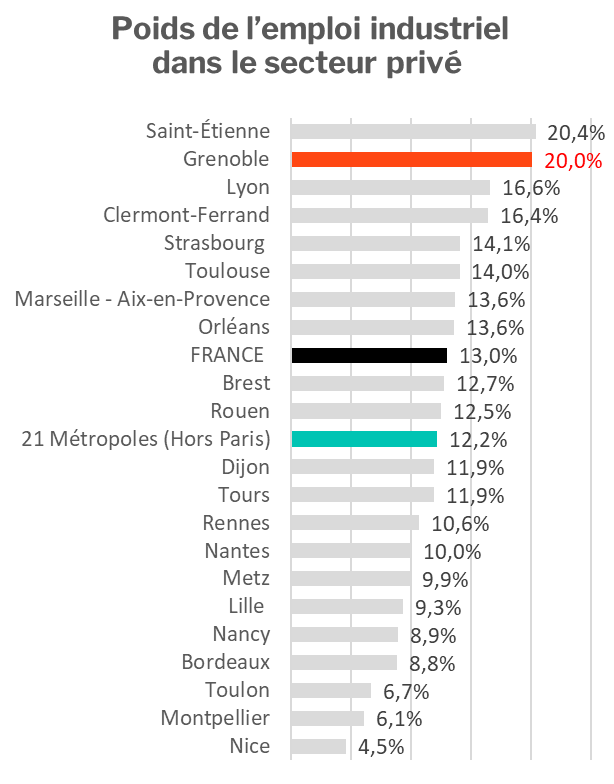 Poids de l’emploi industriel
dans le secteur privé
Saint-Étienne 20,4%
Grenoble 20,0%
Lyon 16,6%
Clermont-Ferrand 16,4%
Strasbourg 14,1%
Toulouse 14,0%
Marseille - Aix-en-Provence 13,6%
Orléans 13,6%
FRANCE 13,0%
Brest 12,7%
Rouen 12,5%
21 Métropoles (Hors Paris) 12,2%
Dijon 11,9%
Tours 11,9%
Rennes 10,6%
Nantes 10,0%
Metz 9,9%
Lille 9,3%
Nancy 8,9%
Bordeaux 8,8%
Toulon 6,7%
Montpellier 6,1%
Nice 4,5%